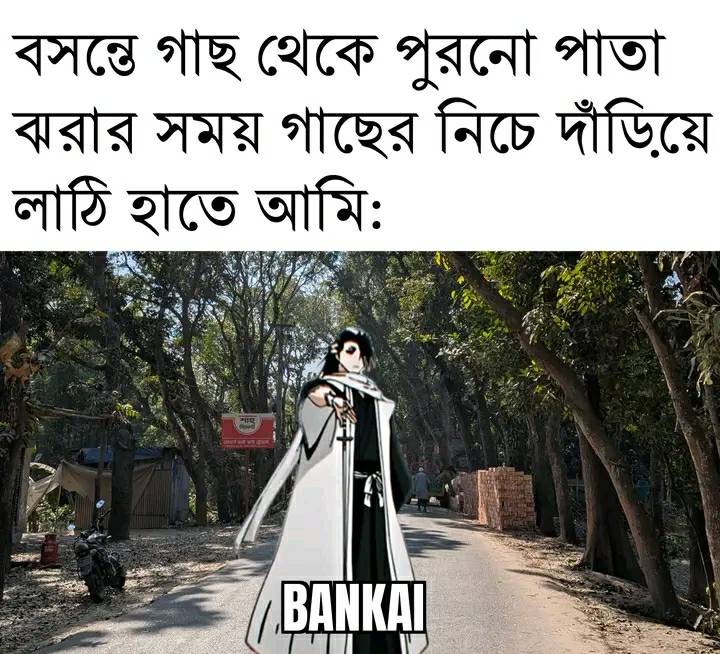 বসন্তে গাছ থেকে পুরনো পাতা
ঝরার সময় গাছের নিচে দাঁড়িয়ে
লাঠি হাতে আমি:
শাহ্
BANKAI